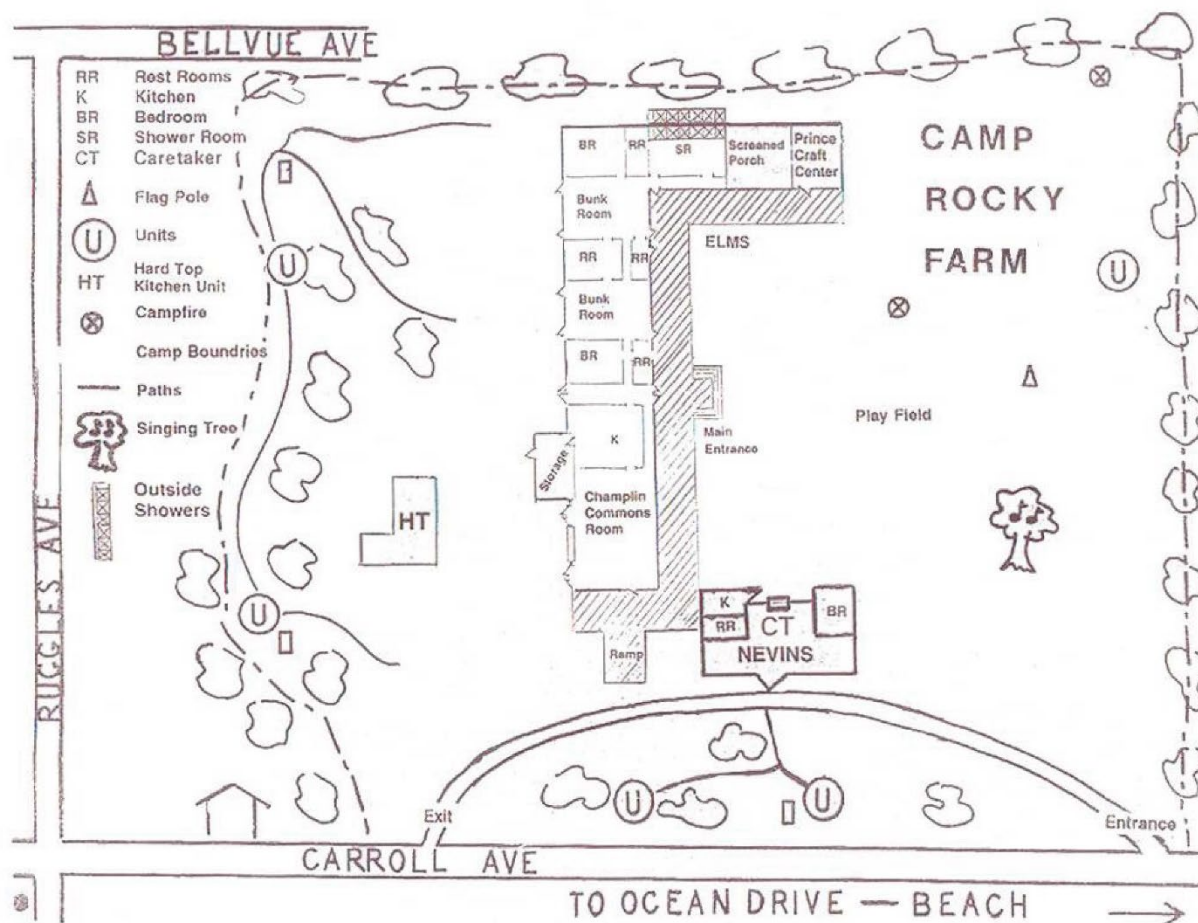 BELLVUE AVE
RR Rest Rooms
K Kitchen
BR Bedroom
SR Shower Room
CT Caretaker
Flag Pole
U Units
HT Hard Top
Kitchen Unit
Campfire
Camp Boundries
Paths
Singing Tree
Outside
Showers
RUGGLES AVE
CAMP
ROCKY
FARM
BR
RR
SR
Screened
Porch
Prince
Craft
Center
Bunk
Room
ELMS
RR
RR
Bunk
Room
BR
RR
K
Storage
Main
Entrance
Champlin
Commons
Room
Ramp
U
U
HT
U
Play Field
K
RR
CT
BR
NEVINS
U
U
Exit
Entrance
CARROLL AVE
TO OCEAN DRIVE — BEACH